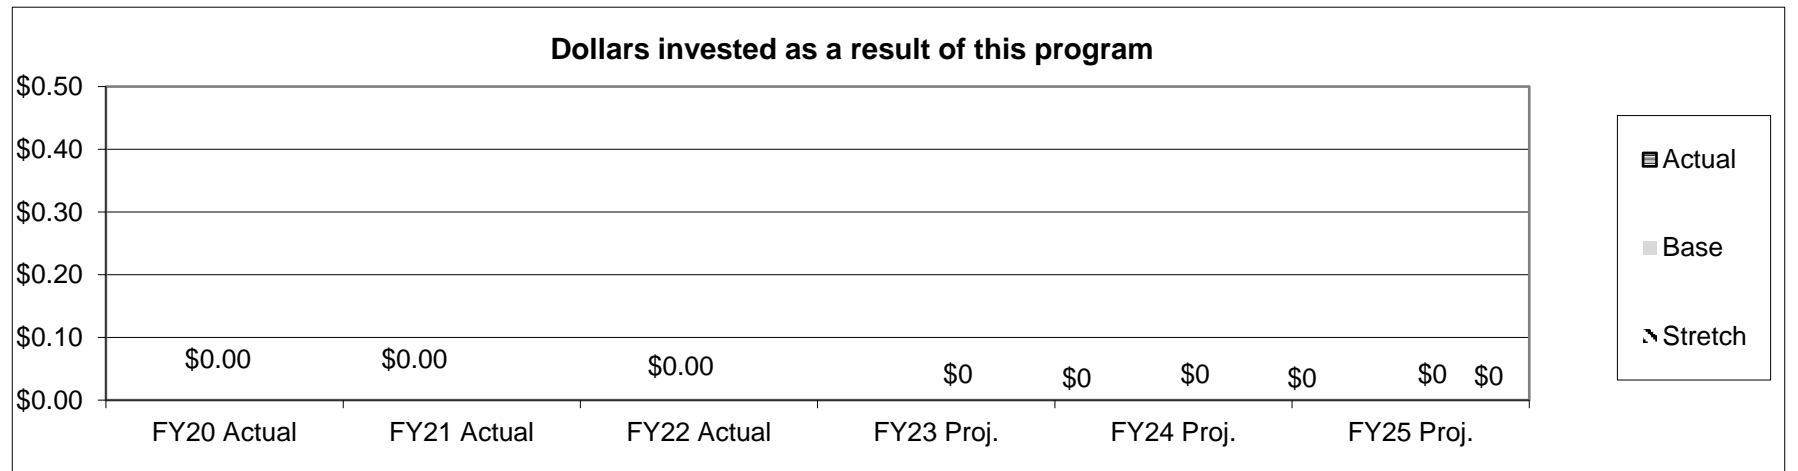 Dollars invested as a result of this program
$0.50
$0.40
$0.30
$0.20
$0.10
$0.00
$0.00
$0.00
$0.00
$0
$0
$0
$0
$0
$0
FY20 Actual
FY21 Actual
FY22 Actual
FY23 Proj.
FY24 Proj.
FY25 Proj.
Actual
Base
Stretch